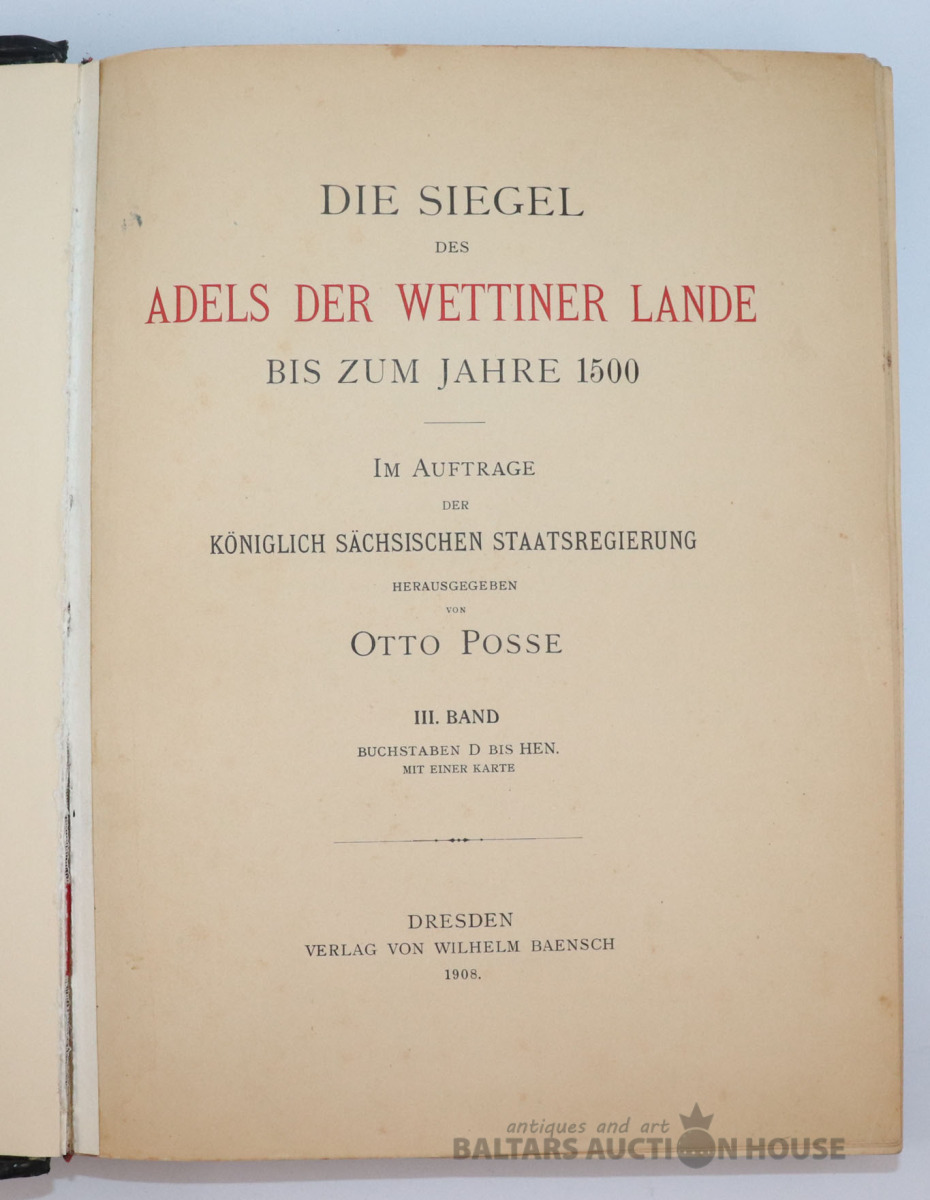 DIE SIEGEL
DES
ADELS DER WETTINER LANDE
BIS ZUM JAHRE 1500
IM AUFTRAGE
DER
KÖNIGLICH SÄCHSISCHEN STAATSREGIERUNG
HERAUSGEGEBEN
VON
OTTO POSSE
III. BAND
BUCHSTABEN D BIS HEN.
MIT EINER KARTE
DRESDEN
VERLAG VON WILHELM BAENSCH
1908.
antiques and art
BALTARS AUCTION HOUSE